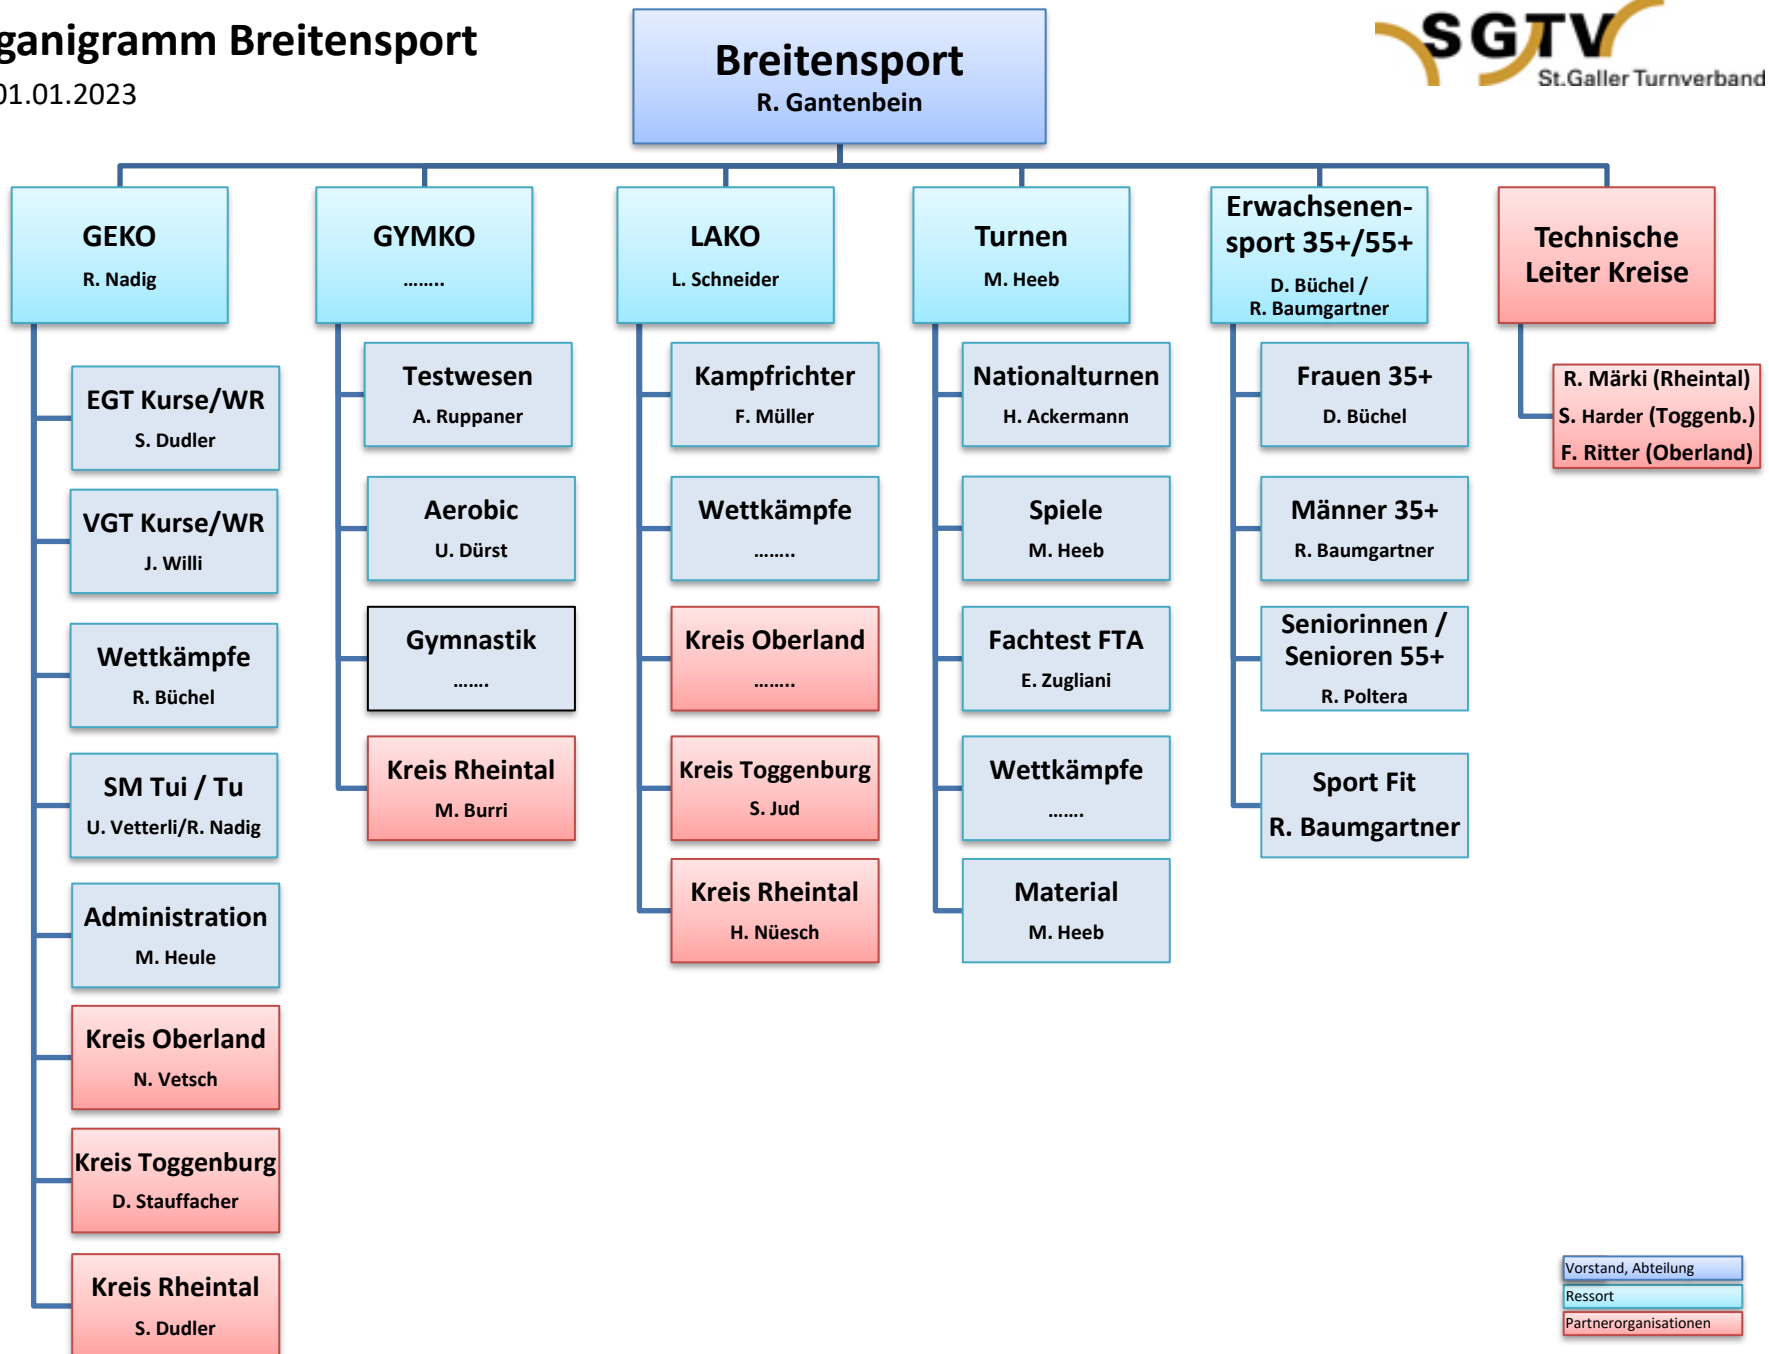 ganigramm Breitensport
01.01.2023
SGTV
St.Galler Turnverband
Breitensport
R. Gantenbein
GEKO
R. Nadig
EGT Kurse/WR
S. Dudler
VGT Kurse/WR
J. Willi
Wettkämpfe
R. Büchel
SM Tui / Tu
U. Vetterli/R. Nadig
Administration
M. Heule
Kreis Oberland
N. Vetsch
Kreis Toggenburg
D. Stauffacher
Kreis Rheintal
S. Dudler
GYMKO
........
Testwesen
A. Ruppaner
Aerobic
U. Dürst
Gymnastik
.......
Kreis Rheintal
M. Burri
LAKO
L. Schneider
Kampfrichter
F. Müller
Wettkämpfe
........
Kreis Oberland
........
Kreis Toggenburg
S. Jud
Kreis Rheintal
H. Nüesch
Turnen
M. Heeb
Nationalturnen
H. Ackermann
Spiele
M. Heeb
Fachtest FTA
E. Zugliani
Wettkämpfe
.......
Material
M. Heeb
Erwachsenen-
sport 35+/55+
D. Büchel /
R. Baumgartner
Frauen 35+
D. Büchel
Männer 35+
R. Baumgartner
Seniorinnen /
Senioren 55+
R. Poltera
Sport Fit
R. Baumgartner
Technische
Leiter Kreise
R. Märki (Rheintal)
S. Harder (Toggenb.)
F. Ritter (Oberland)
Vorstand, Abteilung
Ressort
Partnerorganisationen